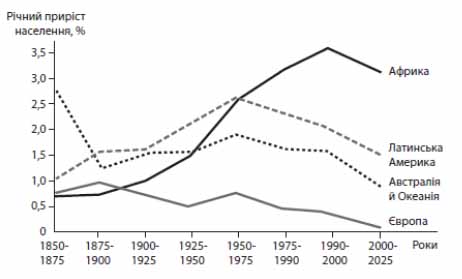 Річний приріст
населення, %
3,5
3,0
2,5
2,0
1,5
1,0
0,5
0
Африка
Латинська
Америка
Австралія
й Океанія
Європа
1850-
1875
1875-
1900
1900-
1925
1925-
1950
1950-
1975
1975-
1990
1990-
2000
2000-
2025
Роки